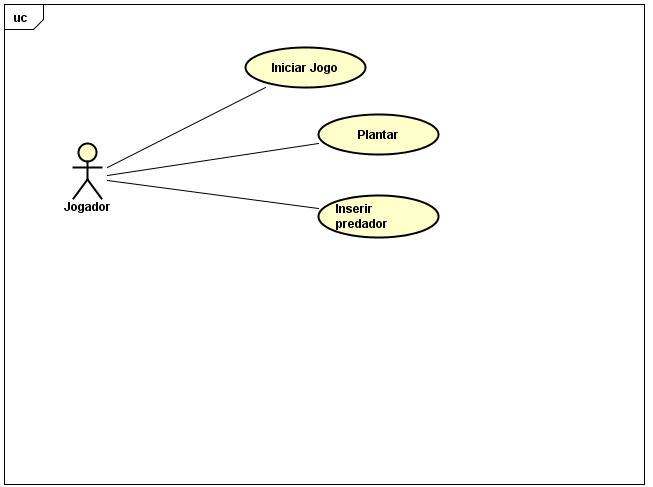 uc
Iniciar Jogo
Plantar
Jogador
Inserir
predador